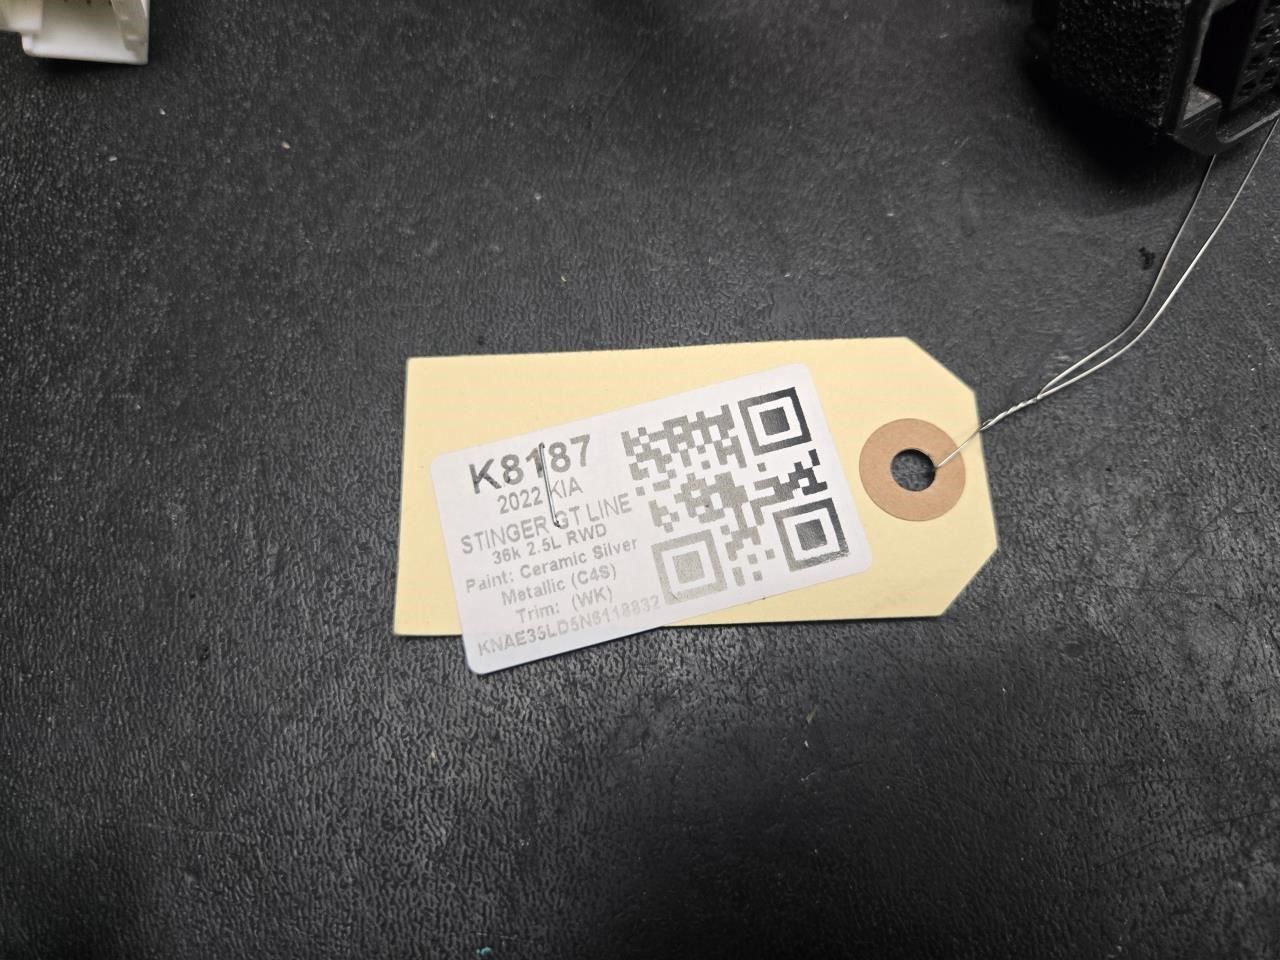 K8187
2022 KIA
STINGER GT LINE
36k 2.5L RWD
Paint: Ceramic Silver
Metallic (C4S)
Trim: (WK)
KNAE35LD5N6118832